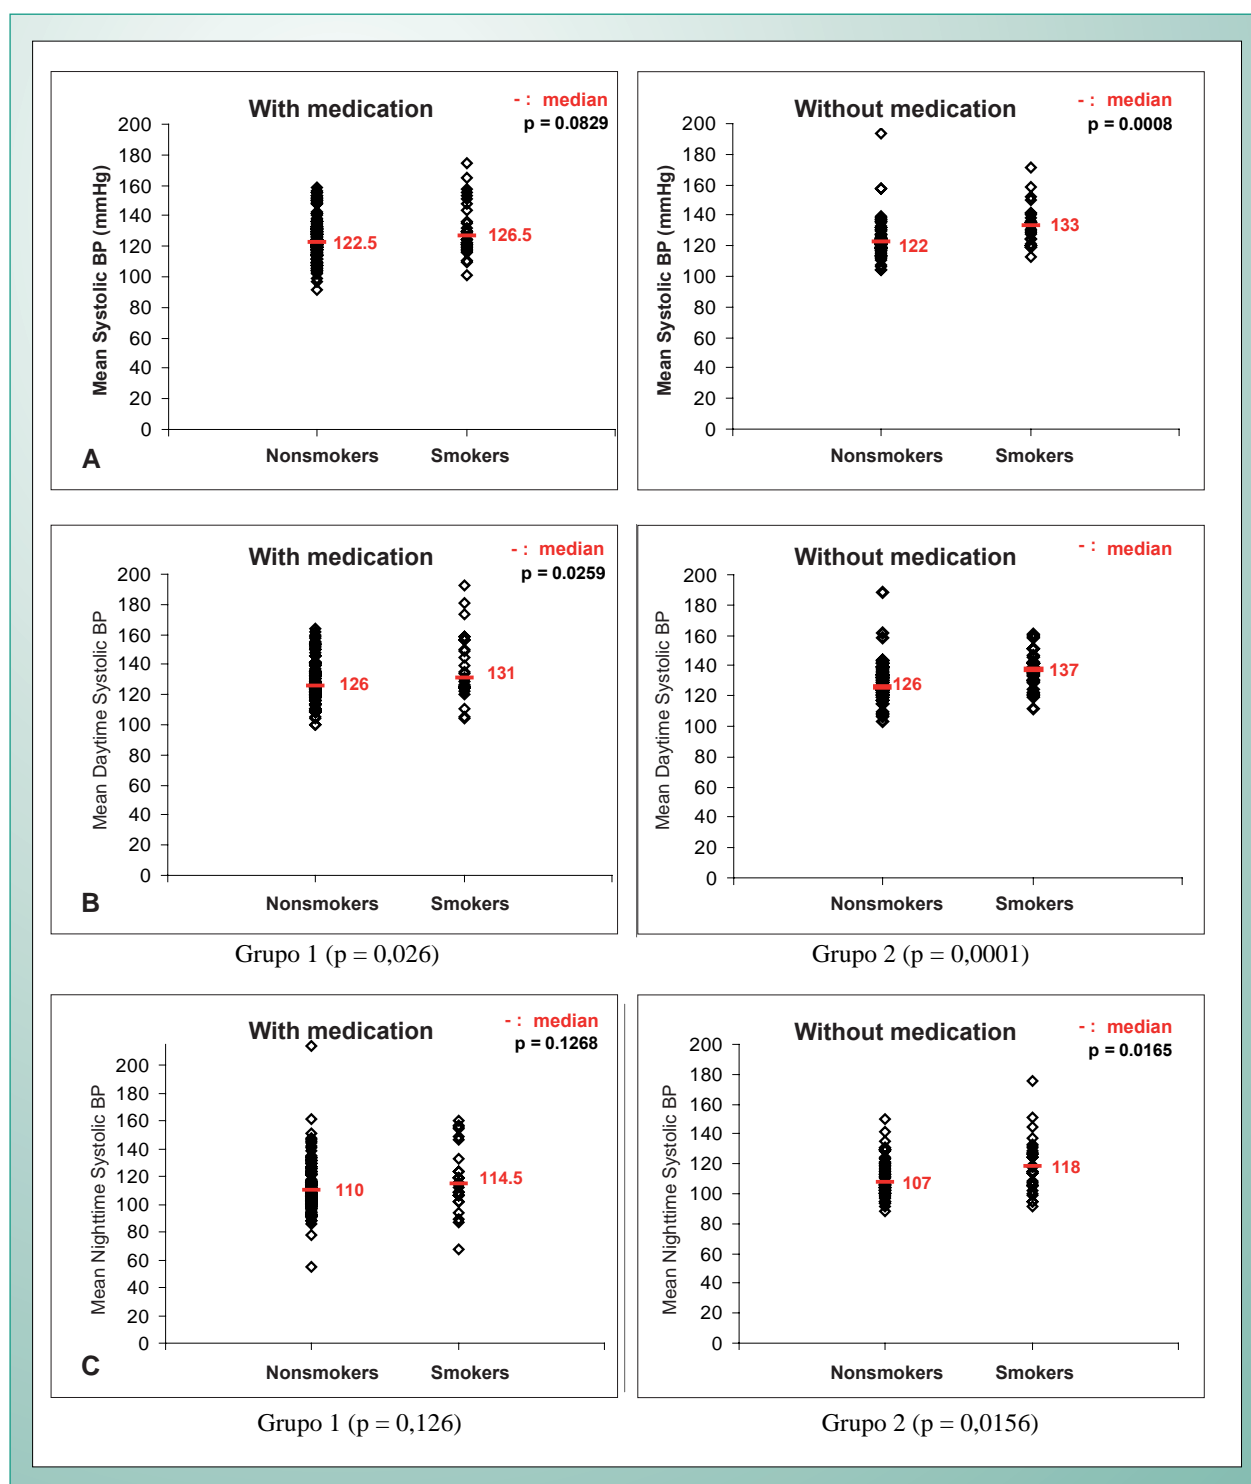 With medication
- : median
p = 0.0829
Mean Systolic BP (mmHg)
200
180
160
140
120
100
80
60
40
20
0
122.5
126.5
Nonsmokers Smokers
A
Without medication
- : median
p = 0.0008
Mean Systolic BP (mmHg)
200
180
160
140
120
100
80
60
40
20
0
122
133
Nonsmokers Smokers
With medication
- : median
p = 0.0259
Mean Daytime Systolic BP
200
180
160
140
120
100
80
60
40
20
0
126
131
Nonsmokers Smokers
B
Grupo 1 (p = 0,026)
Without medication
- : median
Mean Daytime Systolic BP
200
180
160
140
120
100
80
60
40
20
0
126
137
Nonsmokers Smokers
Grupo 2 (p = 0,0001)
With medication
- : median
p = 0.1268
Mean Nighttime Systolic BP
200
180
160
140
120
100
80
60
40
20
0
110
114.5
Nonsmokers Smokers
C
Grupo 1 (p = 0,126)
Without medication
- : median
p = 0.0165
Mean Nighttime Systolic BP
200
180
160
140
120
100
80
60
40
20
0
107
118
Nonsmokers Smokers
Grupo 2 (p = 0,0156)